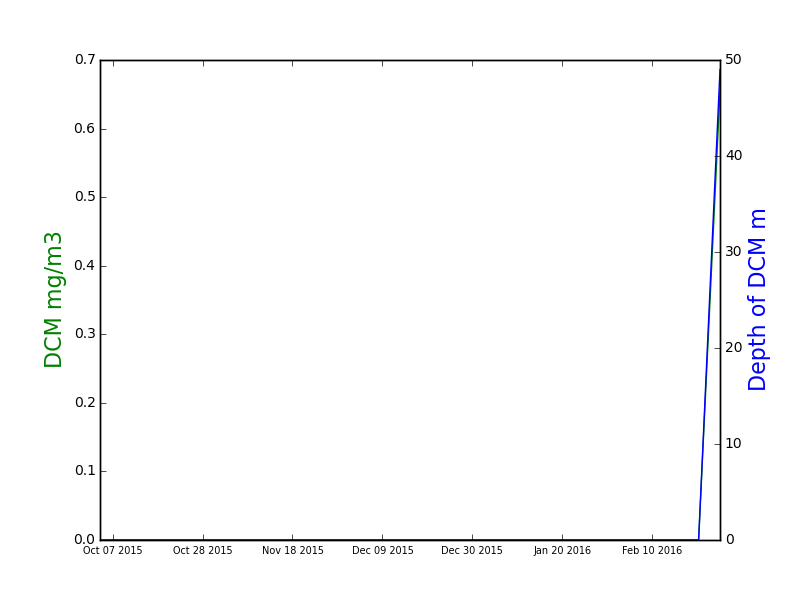 0.7
0.6
0.5
0.4
0.3
0.2
0.1
0.0
DCM mg/m3
50
40
30
20
10
0
Depth of DCM m
Oct 07 2015
Oct 28 2015
Nov 18 2015
Dec 09 2015
Dec 30 2015
Jan 20 2016
Feb 10 2016